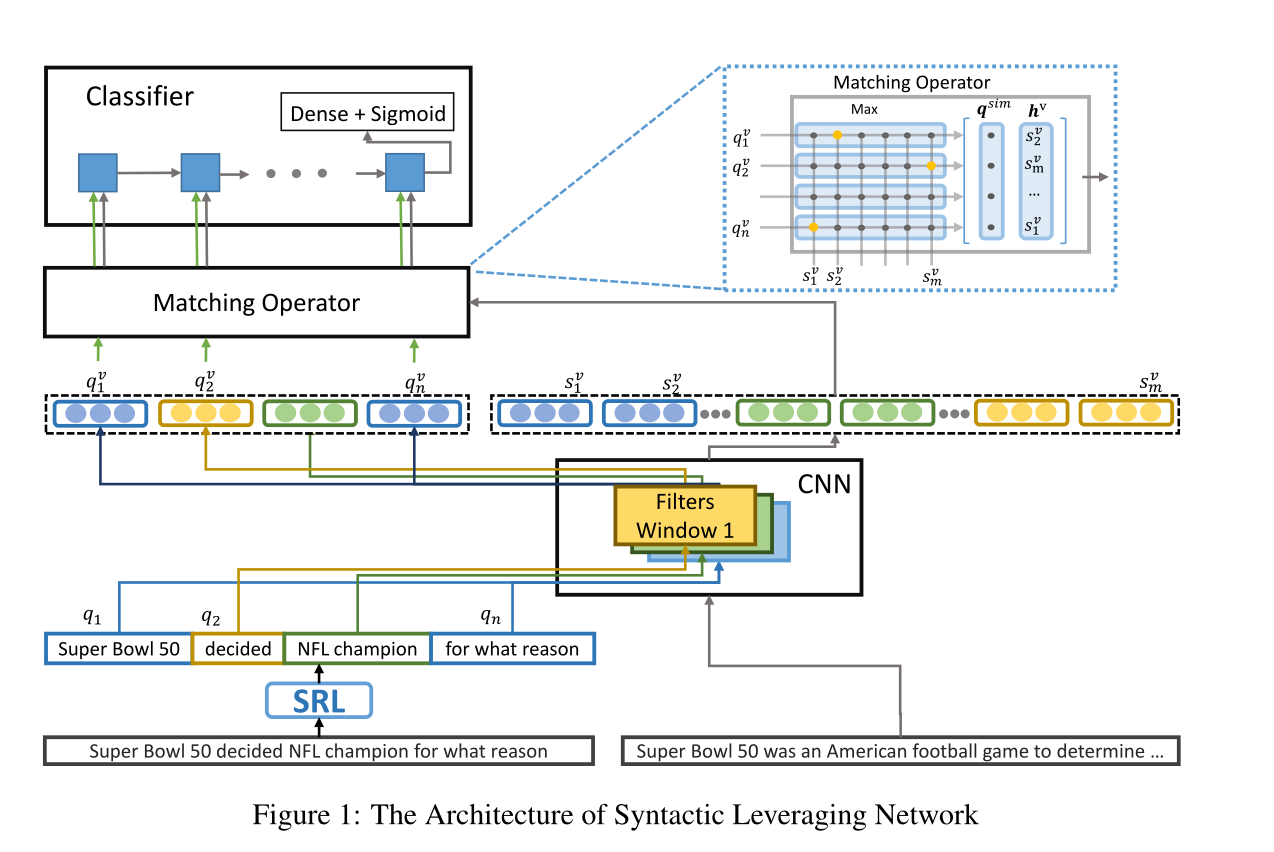 Classifier
Dense + Sigmoid
Matching Operator
Max
q^{sim} h^v
q_1^v
s_2^v
q_2^v
s_m^v
...
q_n^v
s_1^v
s_1^v s_2^v s_m^v
Matching Operator
q_1^v q_2^v q_n^v s_1^v s_2^v s_m^v
CNN
Filters
Window 1
q_1 q_2 q_n
Super Bowl 50 decided NFL champion for what reason
SRL
Super Bowl 50 decided NFL champion for what reason
Super Bowl 50 was an American football game to determine ...
Figure 1: The Architecture of Syntactic Leveraging Network